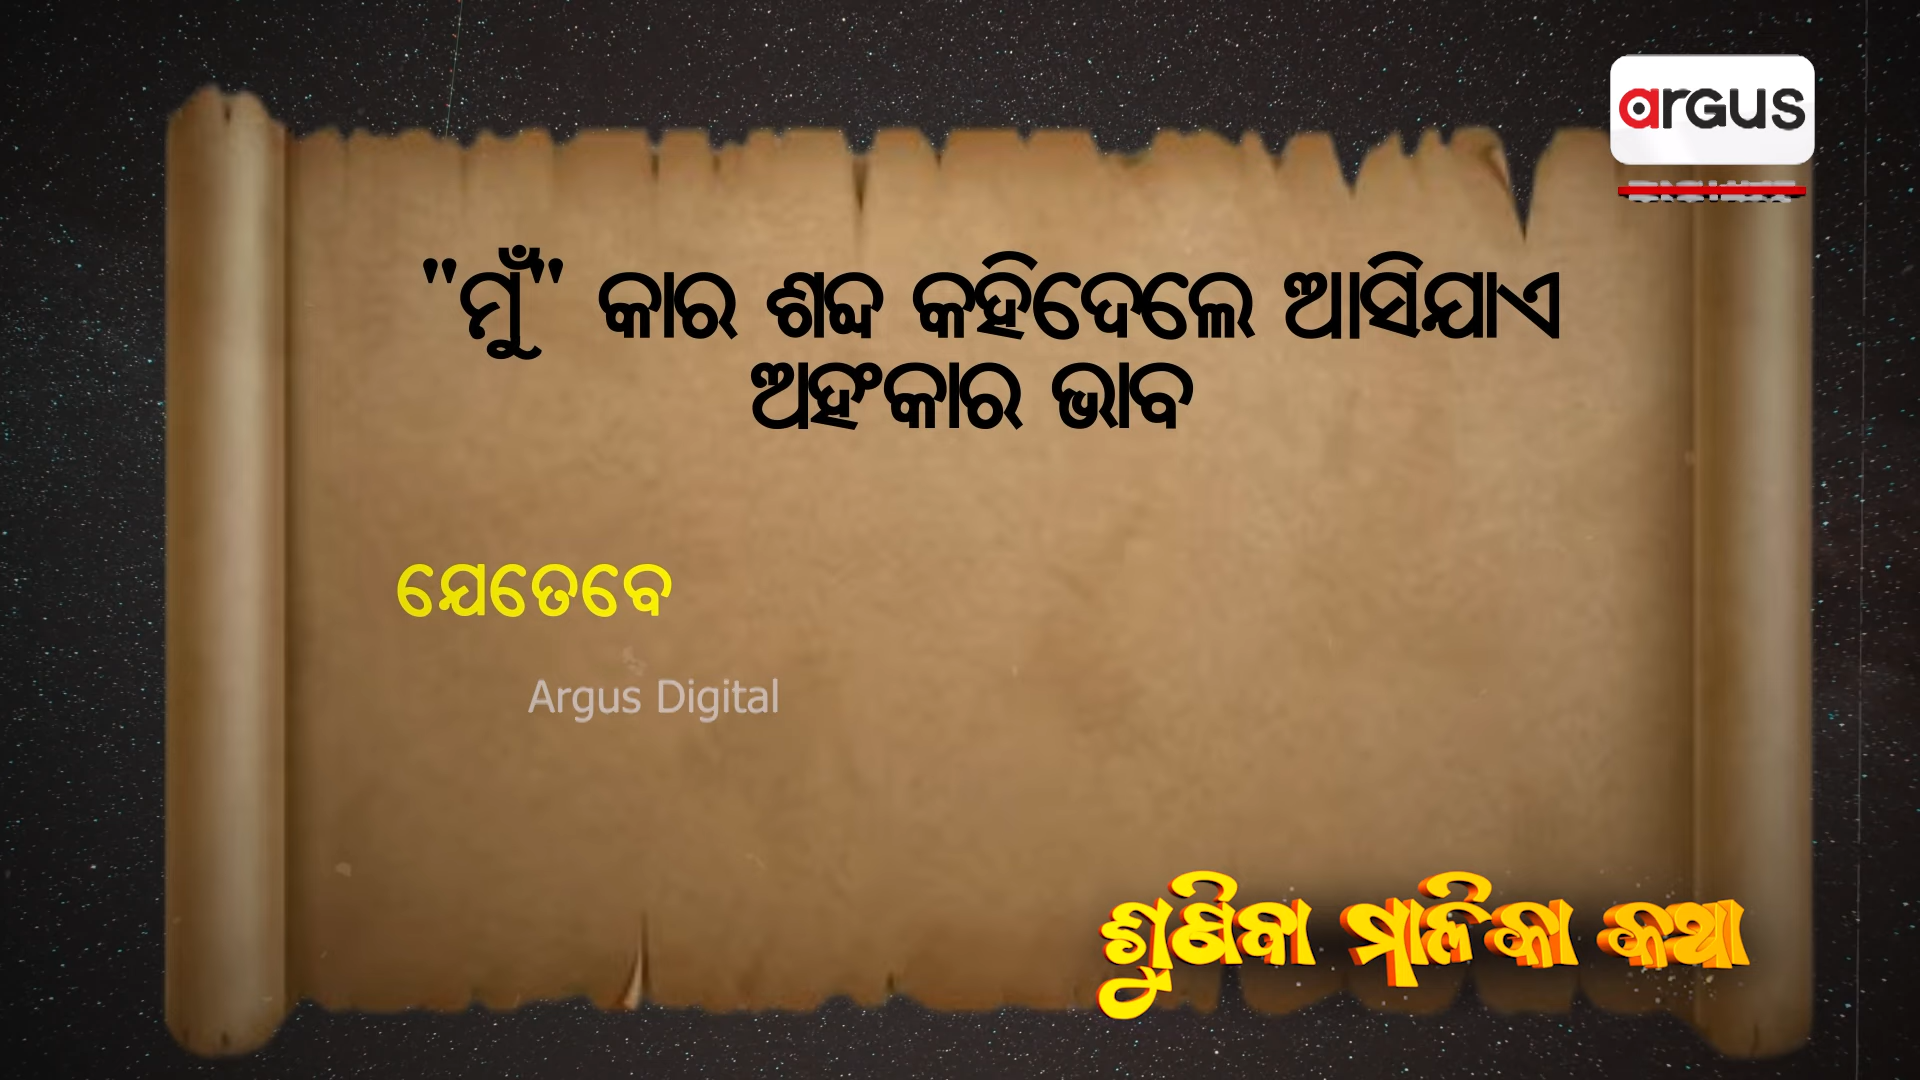 argus
"ମୁଁ" କାର ଶବ୍ଦ କହିଦେଲେ ଆସିଯାଏ
ଅହଂକାର ଭାବ
ଯେତେବେ
Argus Digital
ଶୁଣିବା ମାଳିକା କଥା